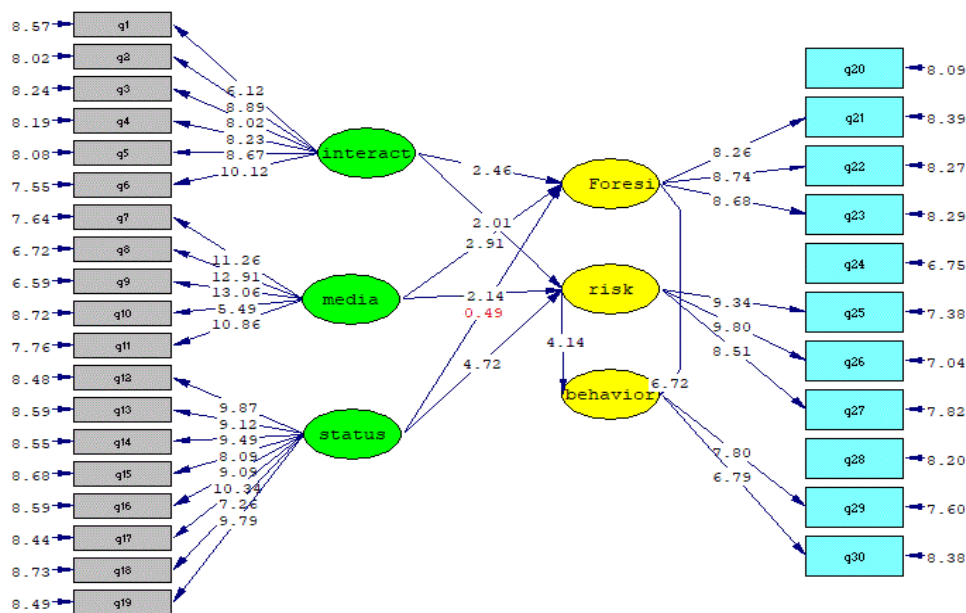 8.57 q1
8.02 q2
8.24 q3
8.19 q4
8.08 q5
7.55 q6
7.64 q7
6.72 q8
6.59 q9
8.72 q10
7.76 q11
8.48 q12
8.59 q13
8.55 q14
8.68 q15
8.59 q16
8.44 q17
8.73 q18
8.49 q19
6.12
8.89
8.02
8.23
8.67
10.12
11.26
12.91
13.06
5.49
10.86
9.87
9.12
9.49
8.09
9.09
10.34
7.26
9.79
interact
media
status
2.46
2.01
2.91
2.14
0.49
4.72
Foresi
risk
behavior
4.14
6.72
8.26
8.74
8.68
9.34
9.80
8.51
7.80
6.79
q20 8.09
q21 8.39
q22 8.27
q23 8.29
q24 6.75
q25 7.38
q26 7.04
q27 7.82
q28 8.20
q29 7.60
q30 8.38